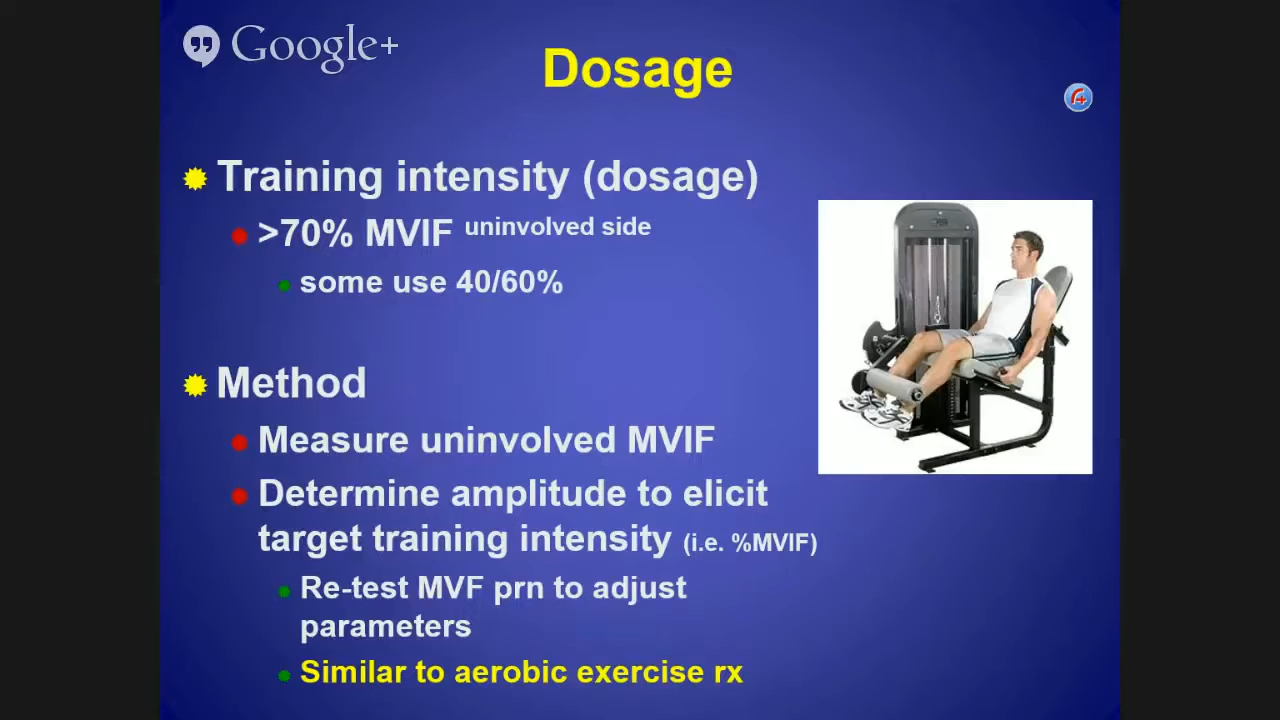 Google+
Dosage
Training intensity (dosage)
>70% MVIF uninvolved side
some use 40/60%
Method
Measure uninvolved MVIF
Determine amplitude to elicit
target training intensity (i.e. %MVIF)
Re-test MVF prn to adjust
parameters
Similar to aerobic exercise rx